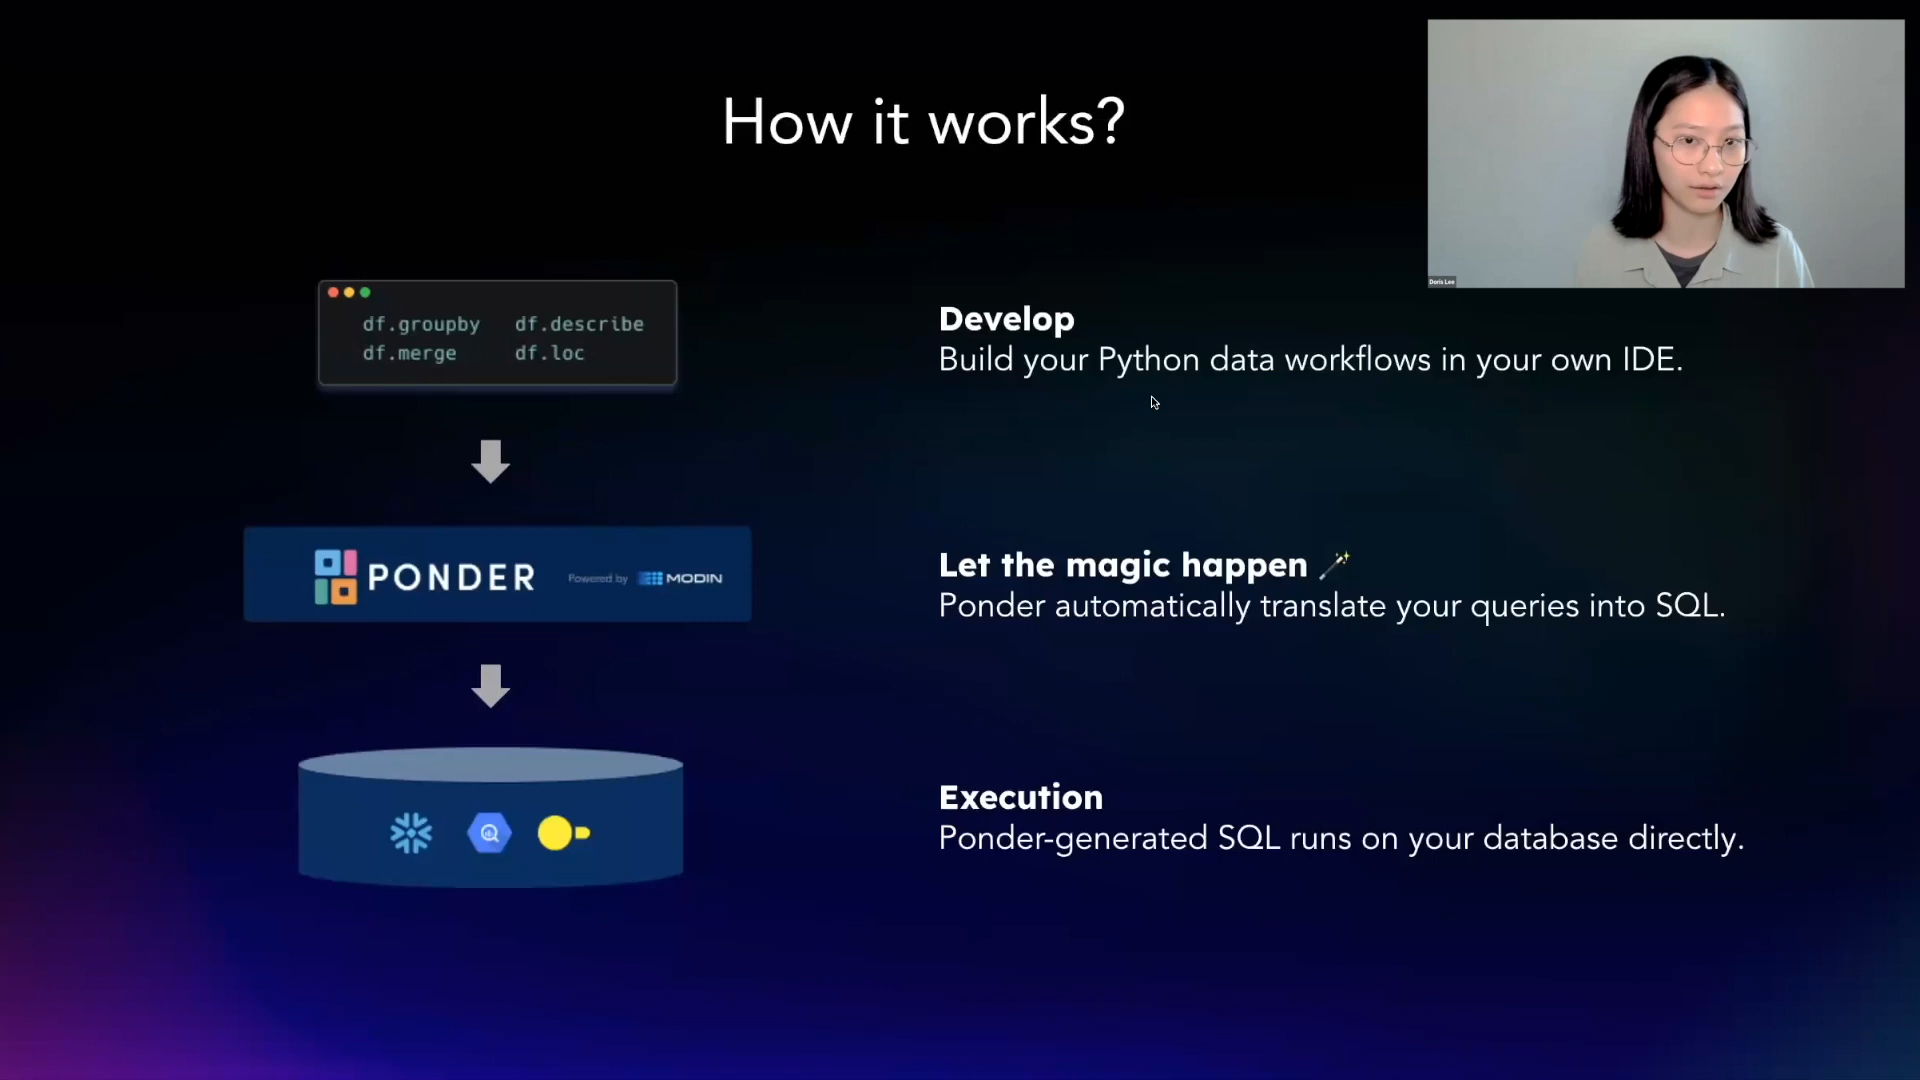 How it works?
Doris Lee
df.groupby df.describe
df.merge df.loc
Develop
Build your Python data workflows in your own IDE.
PONDER Powered by MODIN
Let the magic happen
Ponder automatically translate your queries into SQL.
Execution
Ponder-generated SQL runs on your database directly.